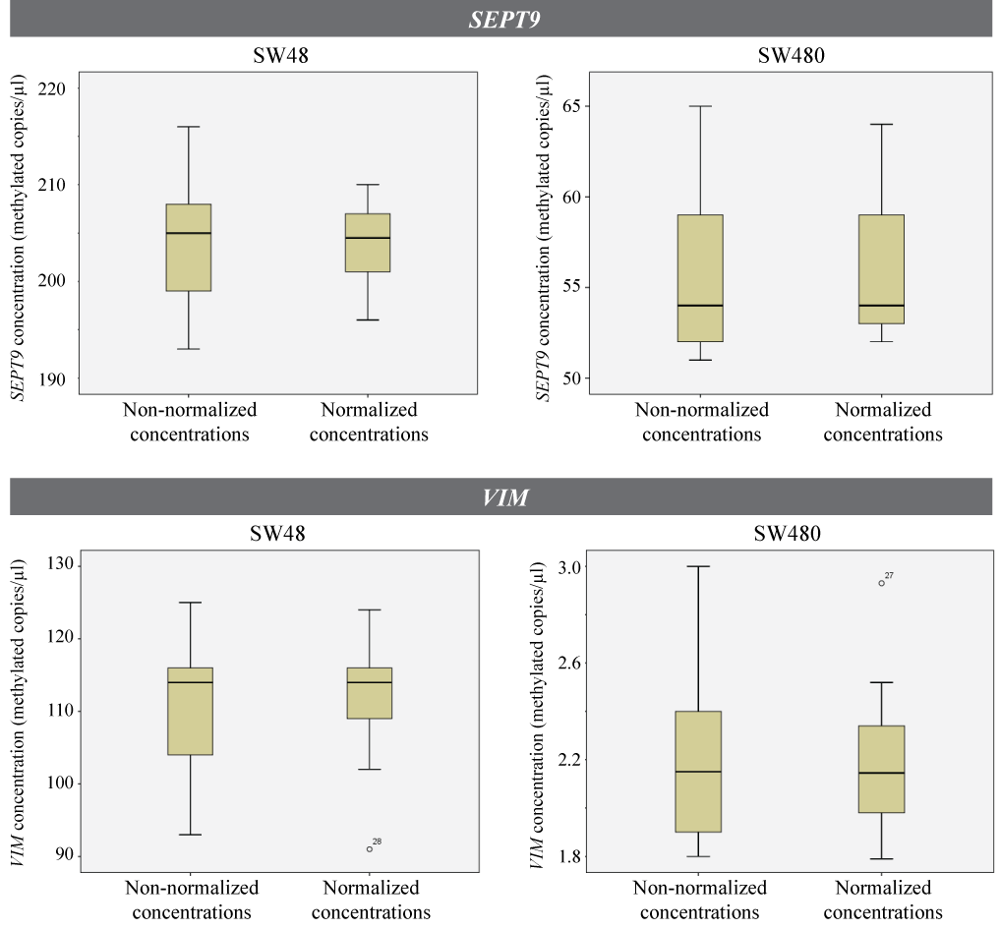 SEPT9
SW48
SEPT9 concentration (methylated copies/µl)
220
210
200
190
Non-normalized
concentrations
Normalized
concentrations
SW480
SEPT9 concentration (methylated copies/µl)
65
60
55
50
Non-normalized
concentrations
Normalized
concentrations
VIM
SW48
VIM concentration (methylated copies/µl)
130
120
110
100
90
28
Non-normalized
concentrations
Normalized
concentrations
SW480
VIM concentration (methylated copies/µl)
3.0
2.6
2.2
1.8
27
Non-normalized
concentrations
Normalized
concentrations